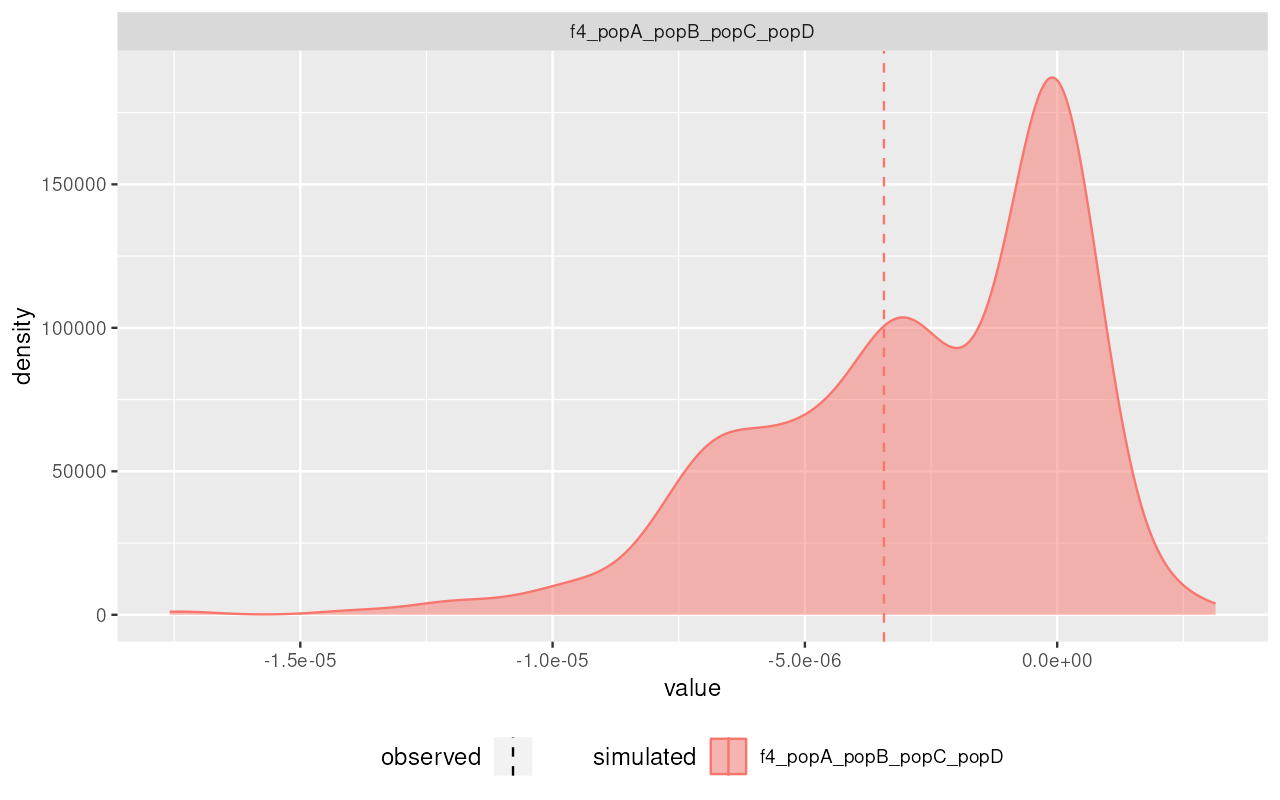 f4_popA_popB_popC_popD
150000
100000
50000
0
density
-1.5e-05 -1.0e-05 -5.0e-06 0.0e+00
value
observed simulated f4_popA_popB_popC_popD